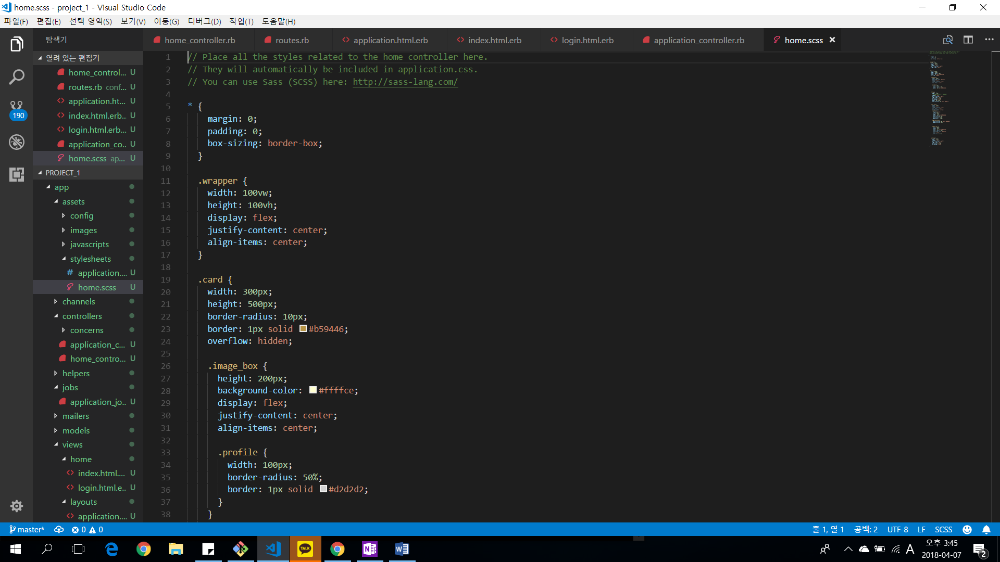 home.scss - project_1 - Visual Studio Code
파일(F) 편집(E) 선택 영역(S) 보기(V) 이동(G) 디버그(D) 작업(T) 도움말(H)
탐색기
home_controller.rb routes.rb application.html.erb index.html.erb login.html.erb application_controller.rb home.scss
열려 있는 편집기
home_control... U
routes.rb conf... U
application.ht... U
index.html.erb.. U
login.html.erb... U
application_co.. U
home.scss ap... U
190
PROJECT_1
app
assets
config
images
javascripts
stylesheets
# application.... U
home.scss U
channels
controllers
concerns
application_c... U
home_contro... U
helpers
jobs
application_jo.. U
mailers
models
views
home
index.html.... U
login.html.e.. U
layouts
application.... U
1 // Place all the styles related to the home controller here.
2 // They will automatically be included in application.css.
3 // You can use Sass (SCSS) here: http://sass-lang.com/
4
5 * {
6 margin: 0;
7 padding: 0;
8 box-sizing: border-box;
9 }
10
11 .wrapper {
12 width: 100vw;
13 height: 100vh;
14 display: flex;
15 justify-content: center;
16 align-items: center;
17 }
18
19 .card {
20 width: 300px;
21 height: 500px;
22 border-radius: 10px;
23 border: 1px solid #b59446;
24 overflow: hidden;
25
26 .image_box {
27 height: 200px;
28 background-color: #ffffce;
29 display: flex;
30 justify-content: center;
31 align-items: center;
32
33 .profile {
34 width: 100px;
35 border-radius: 50%;
36 border: 1px solid #d2d2d2;
37 }
38 }
master* 0 0 줄 1, 열 1 공백: 2 UTF-8 LF SCSS
TALK
A
오후 3:45
2018-04-07
2